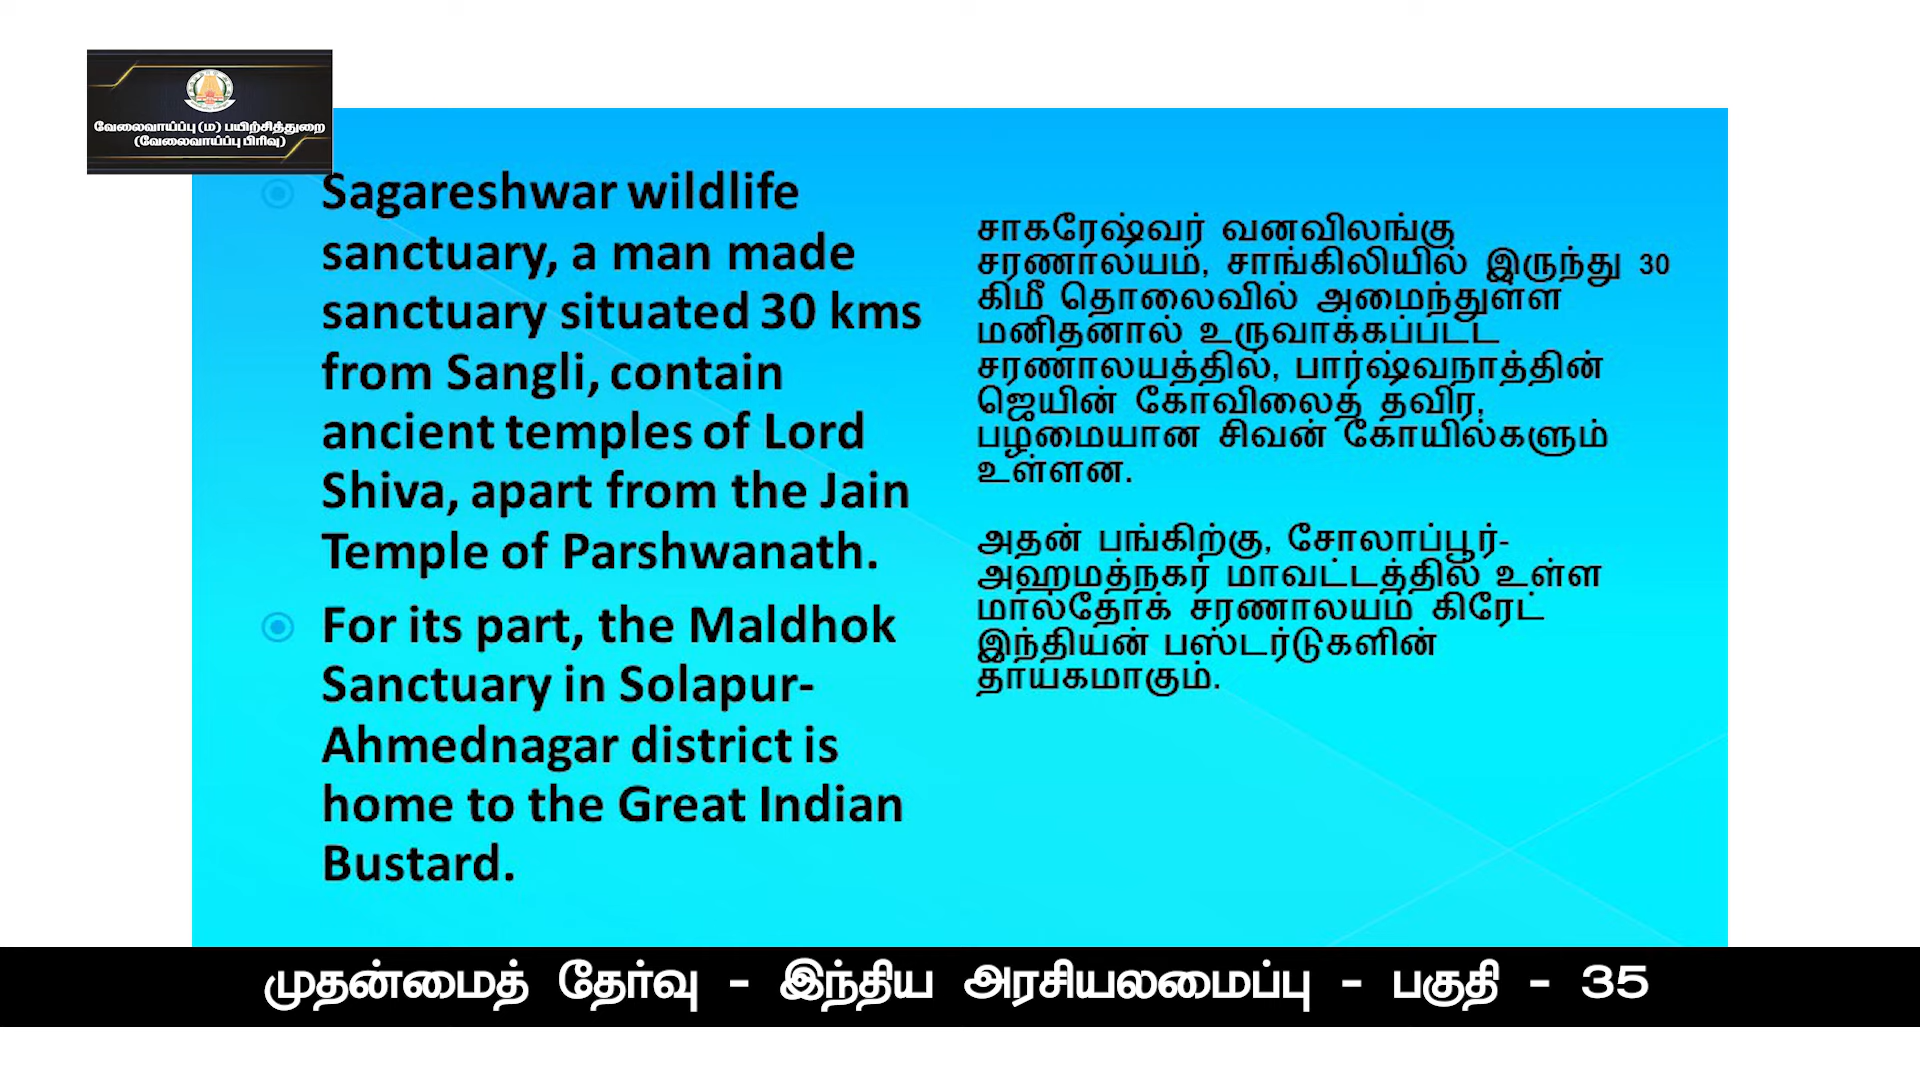 வேலைவாய்ப்பு (ம) பயிற்சித்துறை
(வேலைவாய்ப்பு பிரிவு)
Sagareshwar wildlife
sanctuary, a man made
sanctuary situated 30 kms
from Sangli, contain
ancient temples of Lord
Shiva, apart from the Jain
Temple of Parshwanath.
For its part, the Maldhok
Sanctuary in Solapur-
Ahmednagar district is
home to the Great Indian
Bustard.
சாகரேஷ்வர் வனவிலங்கு
சரணாலயம், சாங்கிலியில் இருந்து 30
கிமீ தொலைவில் அமைந்துள்ள
மனிதனால் உருவாக்கப்பட்ட
சரணாலயத்தில், பார்ஷ்வநாத்தின்
ஜெயின் கோவிலைத் தவிர,
பழமையான சிவன் கோயில்களும்
உள்ளன.
அதன் பங்கிற்கு, சோலாப்பூர்-
அஹமத்நகர் மாவட்டத்தில் உள்ள
மால்தோக் சரணாலயம் கிரேட்
இந்தியன் பஸ்டர்டுகளின்
தாயகமாகும்.
முதன்மைத் தேர்வு - இந்திய அரசியலமைப்பு - பகுதி - 35